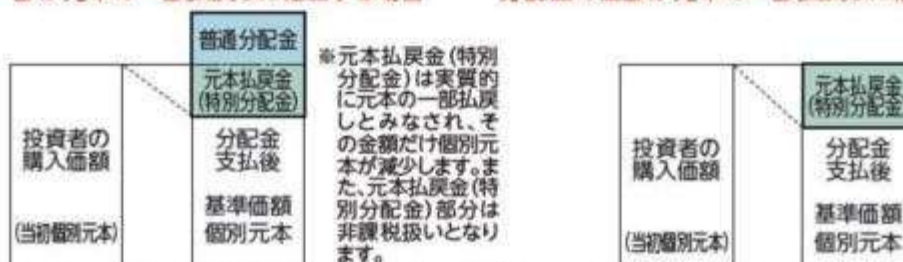 普通分配金
元本払戻金
(特別分配金)
投資者の
購入価額
(当初個別元本)
分配金
支払後
基準価額
個別元本
※元本払戻金(特別
分配金)は実質的
に元本の一部払戻
しとみなされ、そ
の金額だけ個別元
本が減少します。ま
た、元本払戻金(特
別分配金)部分は
非課税扱いとなり
ます。
元本払戻金
(特別分配金
投資者の
購入価額
(当初個別元本)
分配金
支払後
基準価額
個別元本